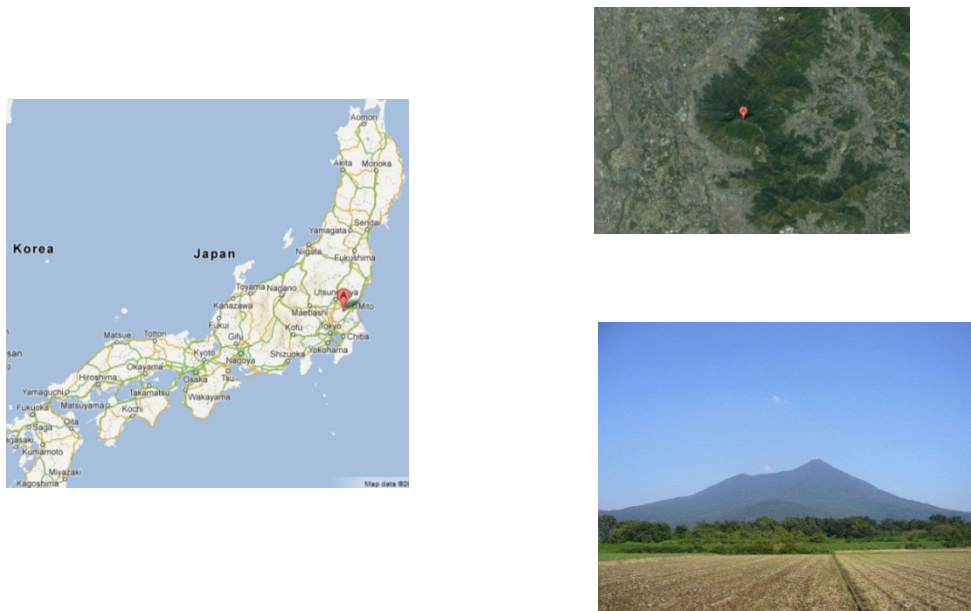 Aomori
Akita Morioka
Sendai
Yamagata
Niigata
Fukushima
Korea
Japan
Toyama Nagano
Kanazawa
A
Mito
Maebashi
Fukui
Kofu
Tokyo
Chiba
Gifu
Yokohama
Matsue Tottori
Kyoto
Nagoya
Shizuoka
Okayama
Osaka
Tsu
Hiroshima
Takamatsu
Wakayama
Yamaguchi
Matsuyama
Fukuoka
Kochi
Saga
Oita
Kumamoto
Miyazaki
Kagoshima
Map data ©20
A